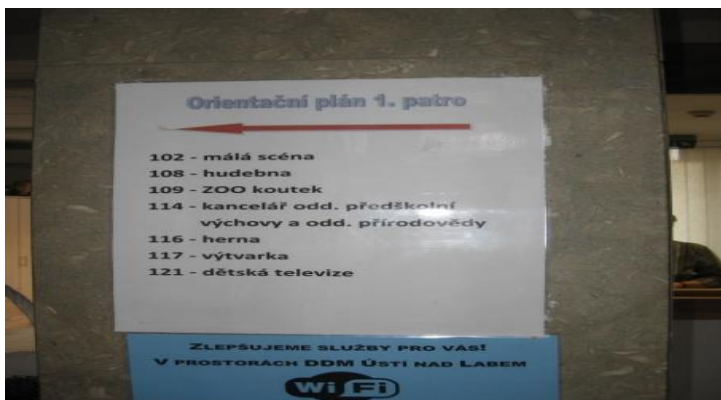 Orientační plán 1. patro
102 - málá scéna
108 - hudebna
109 - ZOO koutek
114 - kancelář odd. předškolní
výchovy a odd. přírodovědy
116 - herna
117 - výtvarka
121 - dětská televize
ZLEPŠUJEME SLUŽBY PRO VÁS!
V PROSTORÁCH DDM ÚSTÍ NAD LABEM
Wi Fi